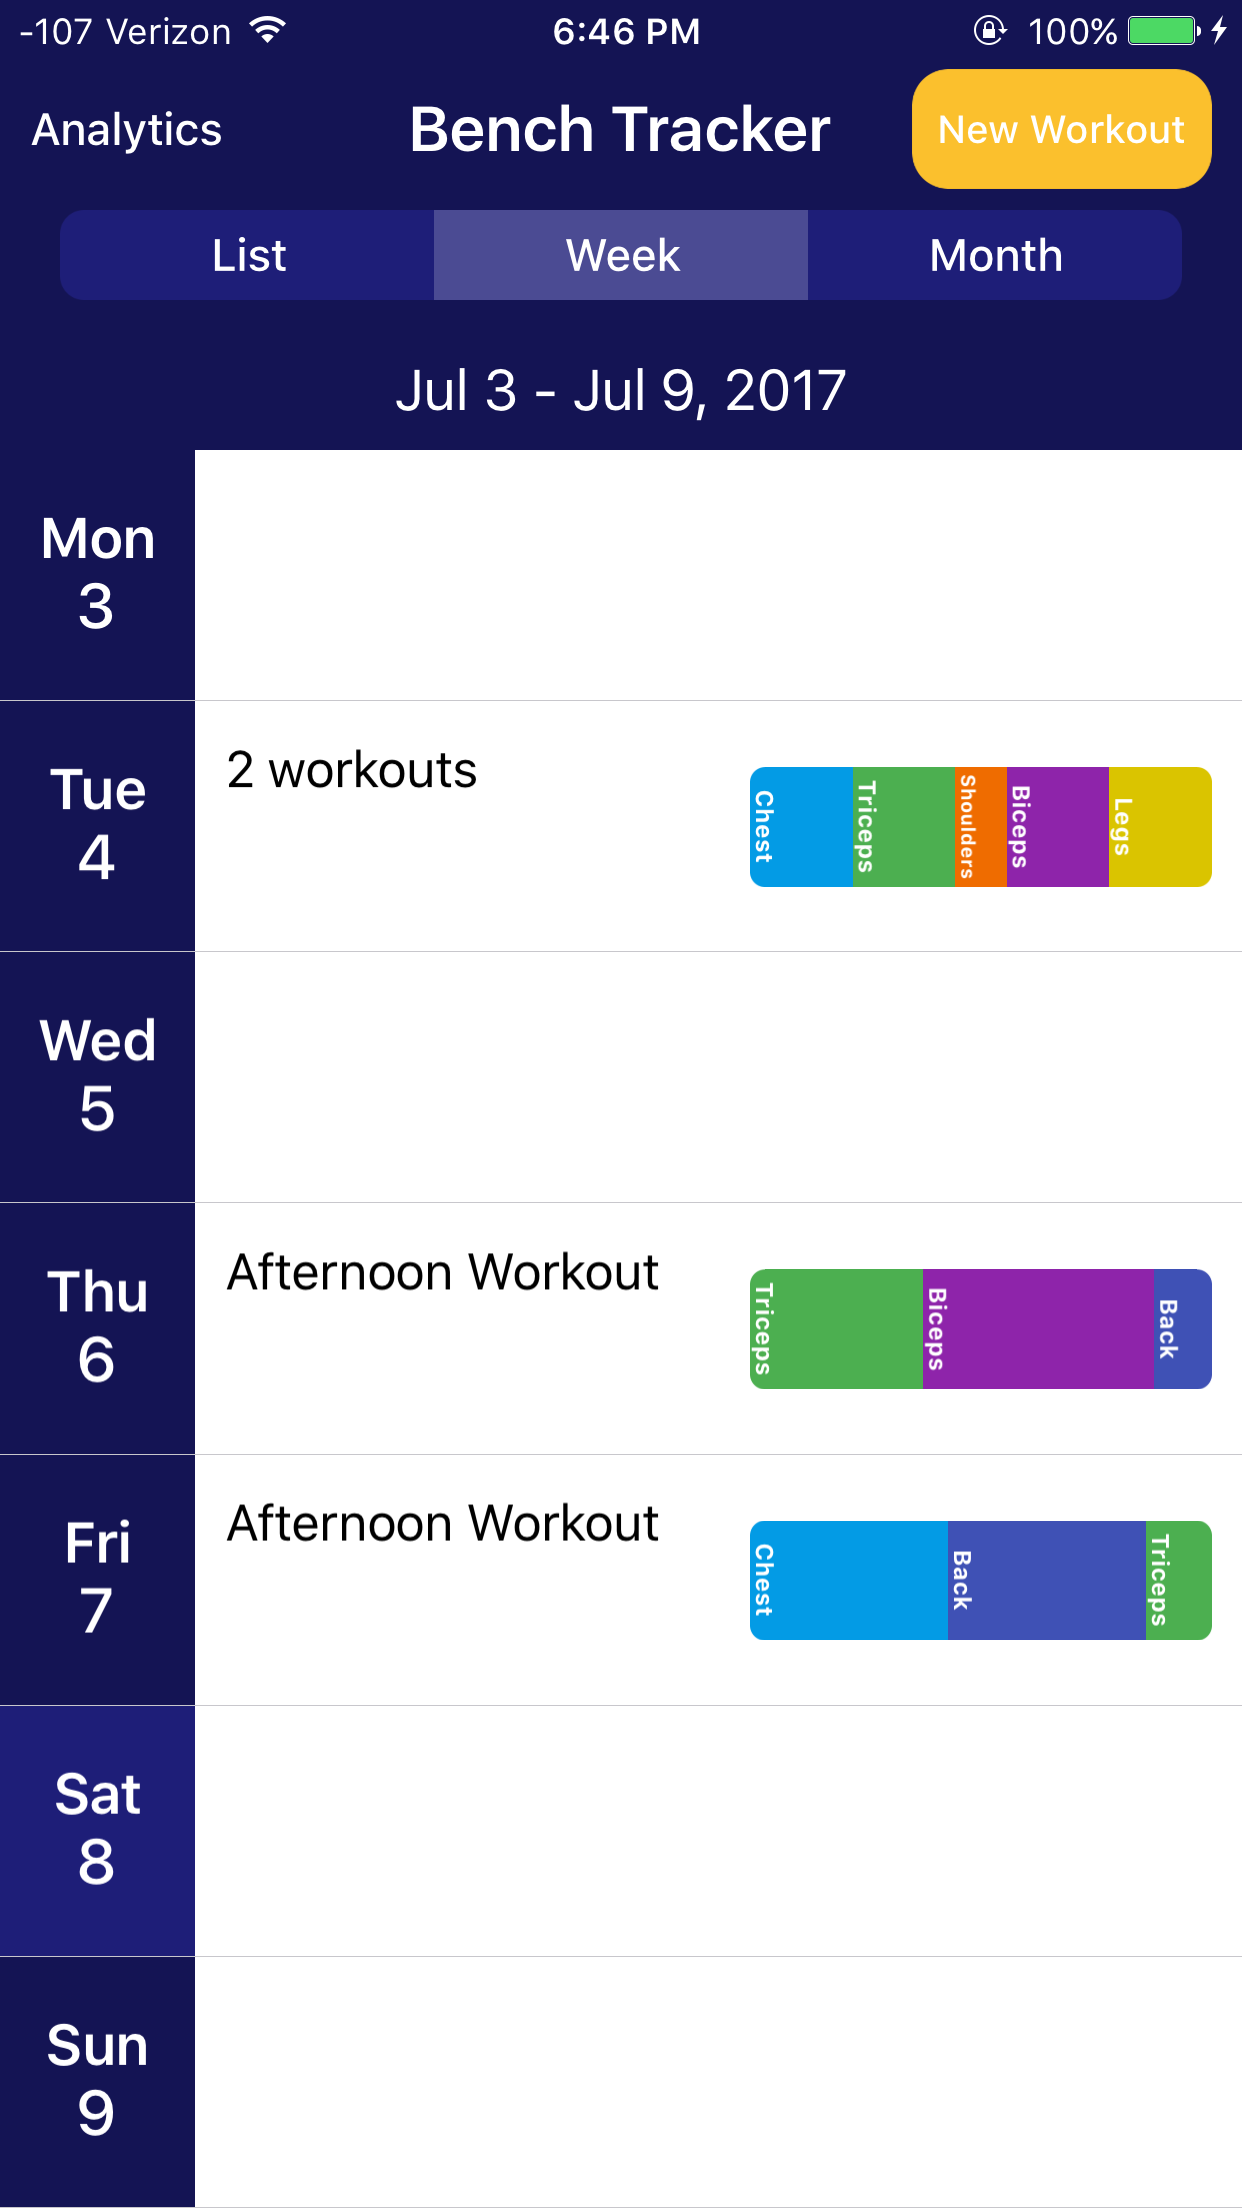 -107 Verizon 6:46 PM 100%
Analytics Bench Tracker New Workout
List Week Month
Jul 3 - Jul 9, 2017
Mon
3
Tue
4
2 workouts
Chest
Triceps
Shoulders
Biceps
Legs
Wed
5
Thu
6
Afternoon Workout
Triceps
Biceps
Back
Fri
7
Afternoon Workout
Chest
Back
Triceps
Sat
8
Sun
9